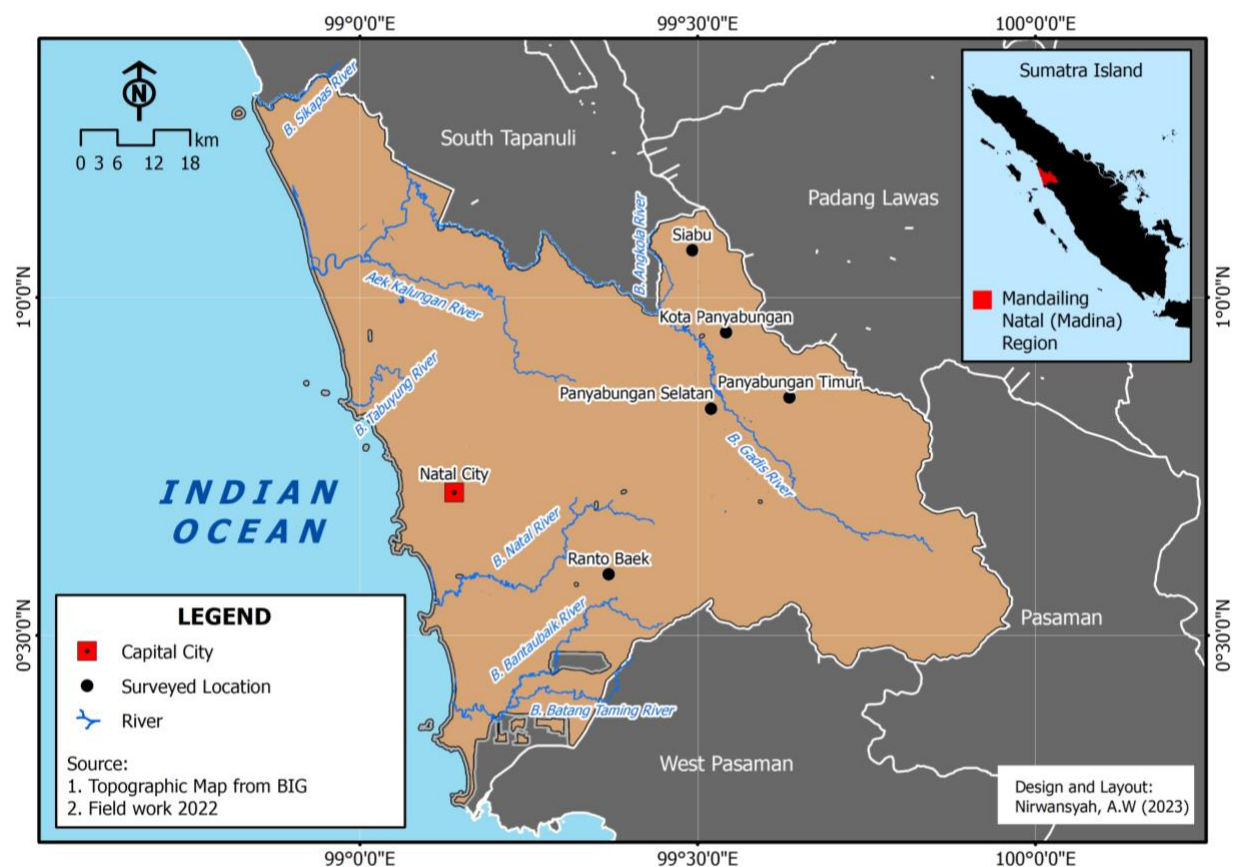 99°0'0"E
99°30'0"E
100°0'0"E
N
km
0 3 6 12 18
B. Sikapas River
South Tapanuli
Padang Lawas
Sumatra Island
Mandailing
Natal (Madina)
Region
B. Angkola River
Siabu
1°0'0"N
1°0'0"N
Aek Kalungan River
Kota Panyabungan
B. Tabuyung River
Panyabungan Timur
Panyabungan Selatan
B. Gadis River
Natal City
INDIAN
OCEAN
B. Natal River
Ranto Baek
B. Bantaubaik River
B. Batang Taming River
Pasaman
West Pasaman
0°30'0"N
0°30'0"N
LEGEND
Capital City
Surveyed Location
River
Source:
1. Topographic Map from BIG
2. Field work 2022
Design and Layout:
Nirwansyah, A.W (2023)
99°0'0"E
99°30'0"E
100°0'0"E